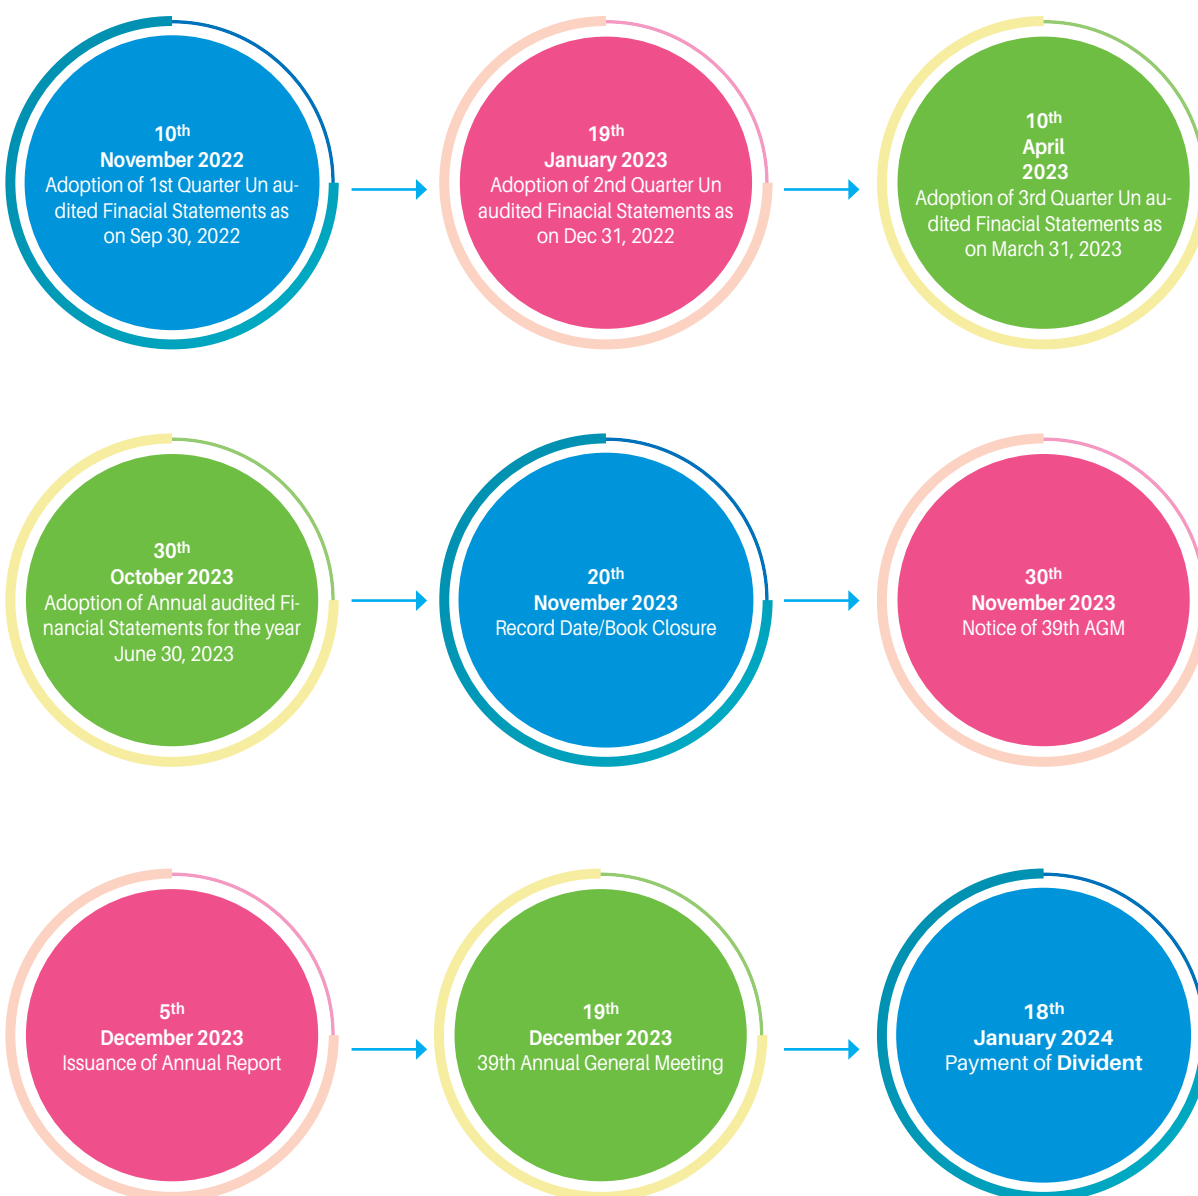 10th
November 2022
Adoption of 1st Quarter Un au-
dited Finacial Statements as
on Sep 30, 2022
19th
January 2023
Adoption of 2nd Quarter Un
audited Finacial Statements as
on Dec 31, 2022
10th
April
2023
Adoption of 3rd Quarter Un au-
dited Finacial Statements as
on March 31, 2023
30th
October 2023
Adoption of Annual audited Fi-
nancial Statements for the year
June 30, 2023
20th
November 2023
Record Date/Book Closure
30th
November 2023
Notice of 39th AGM
5th
December 2023
Issuance of Annual Report
19th
December 2023
39th Annual General Meeting
18th
January 2024
Payment of Divident